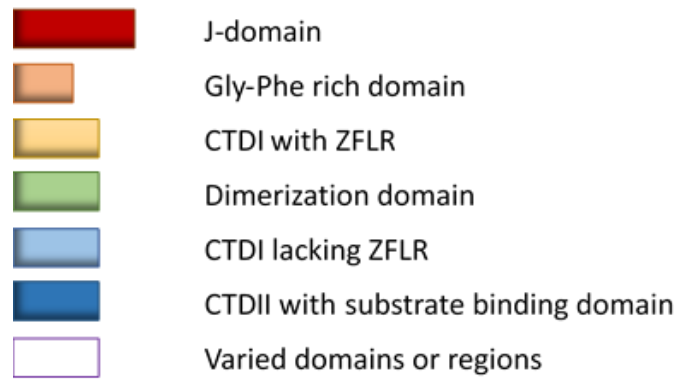 J-domain
Gly-Phe rich domain
CTDI with ZFLR
Dimerization domain
CTDI lacking ZFLR
CTDII with substrate binding domain
Varied domains or regions